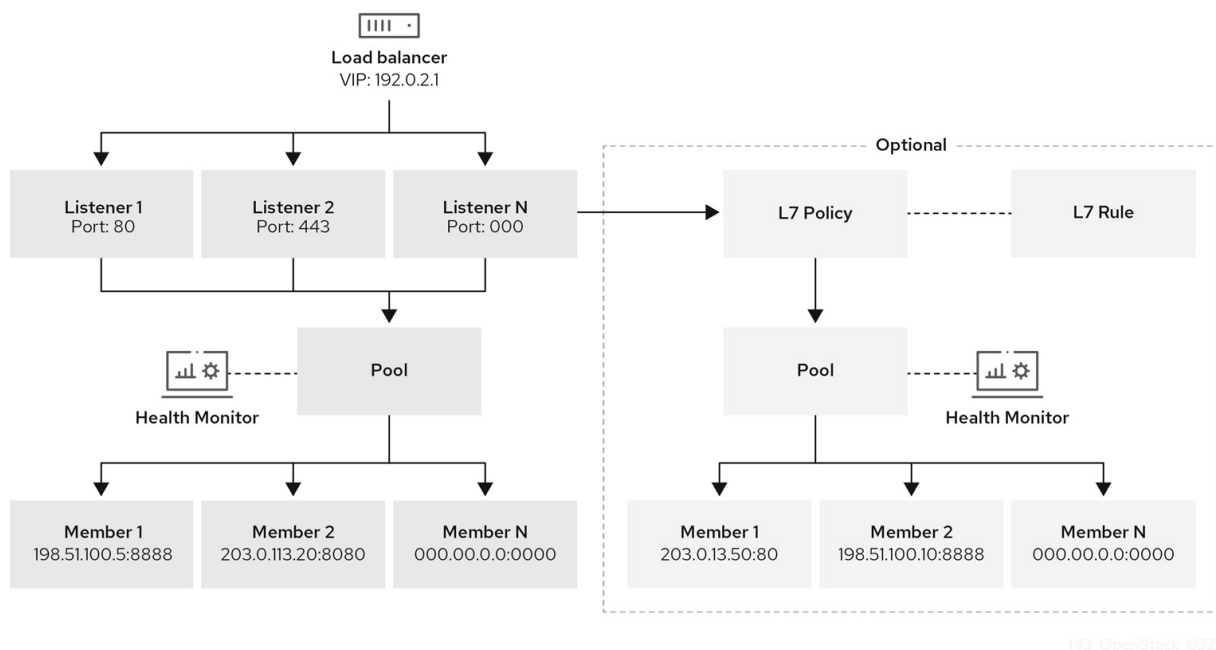 Load balancer
VIP: 192.0.2.1
Optional
Listener 1
Port: 80
Listener 2
Port: 443
Listener N
Port: 000
L7 Policy
L7 Rule
Pool
Health Monitor
Pool
Health Monitor
Member 1
198.51.100.5:8888
Member 2
203.0.113.20:8080
Member N
000.00.0.0:0000
Member 1
203.0.13.50:80
Member 2
198.51.100.10:8888
Member N
000.00.0.0:0000
143_OpenStack_032